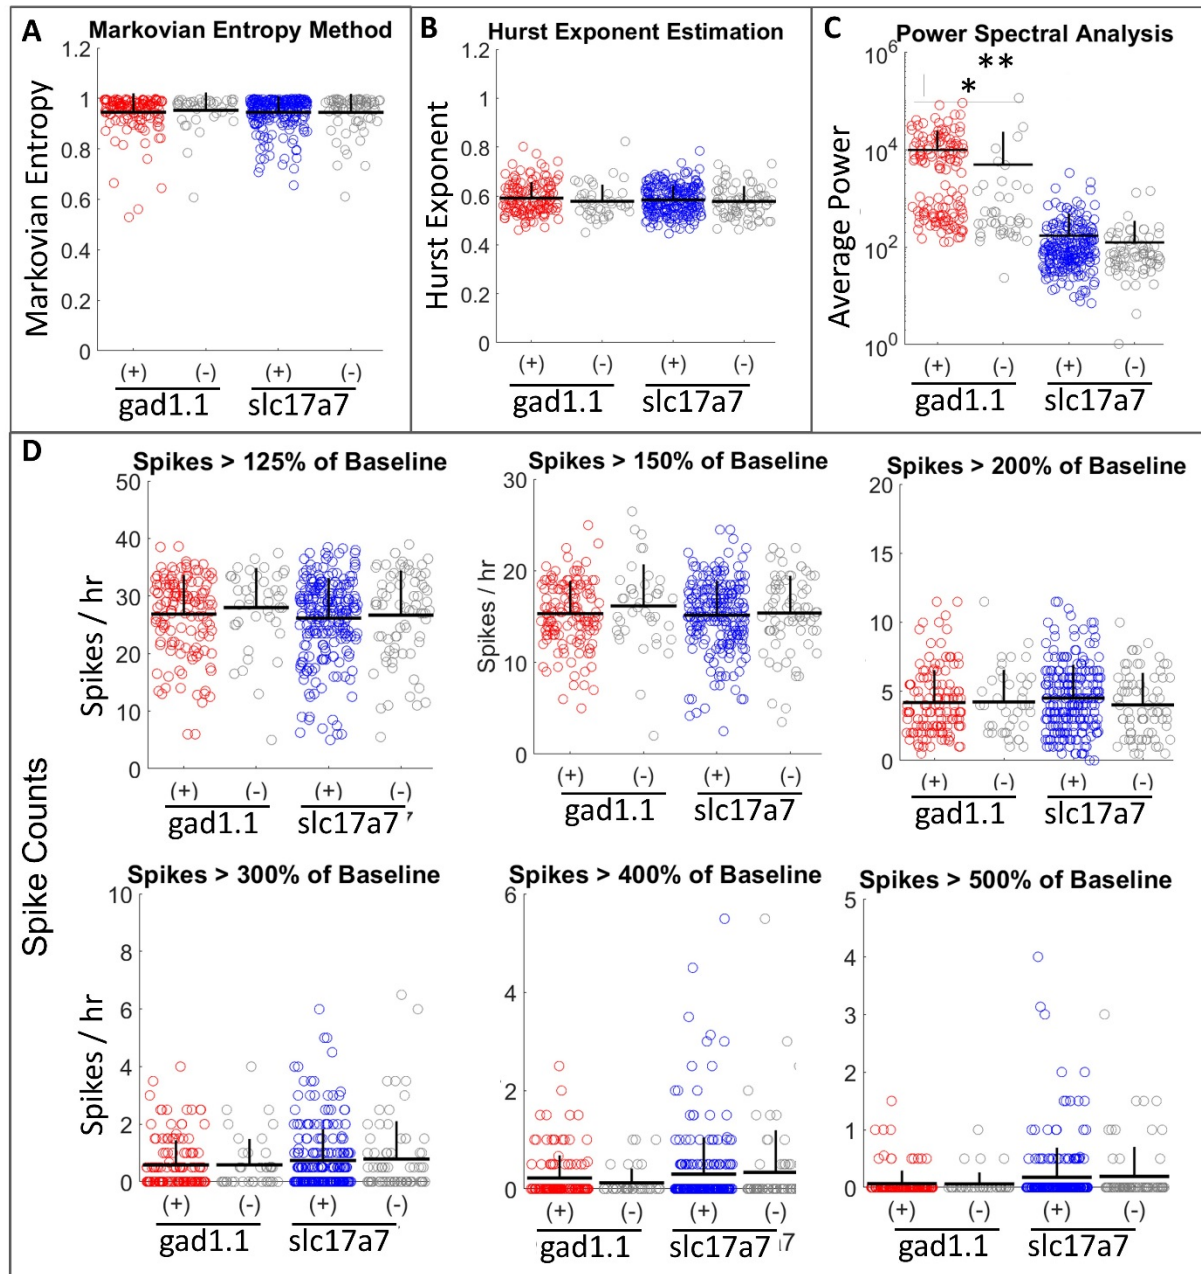 A Markovian Entropy Method
Markovian Entropy
1.2
1
0.8
0.6
0.4
0.2
0
(+) (-) (+) (-)
gad1.1 slc17a7
B Hurst Exponent Estimation
Hurst Exponent
1.2
1
0.8
0.6
0.4
0.2
0
(+) (-) (+) (-)
gad1.1 slc17a7
C Power Spectral Analysis
Average Power
10^6
10^4
10^2
10^0
**
*
(+) (-) (+) (-)
gad1.1 slc17a7
D
Spike Counts
Spikes > 125% of Baseline
Spikes / hr
50
40
30
20
10
0
(+) (-) (+) (-)
gad1.1 slc17a7
Spikes > 150% of Baseline
Spikes / hr
30
20
10
0
(+) (-) (+) (-)
gad1.1 slc17a7
Spikes > 200% of Baseline
20
15
10
5
0
(+) (-) (+) (-)
gad1.1 slc17a7
Spikes > 300% of Baseline
Spikes / hr
10
8
6
4
2
0
(+) (-) (+) (-)
gad1.1 slc17a7
Spikes > 400% of Baseline
6
4
2
0
(+) (-) (+) (-)
gad1.1 slc17a7
Spikes > 500% of Baseline
5
4
3
2
1
0
(+) (-) (+) (-)
gad1.1 slc17a7